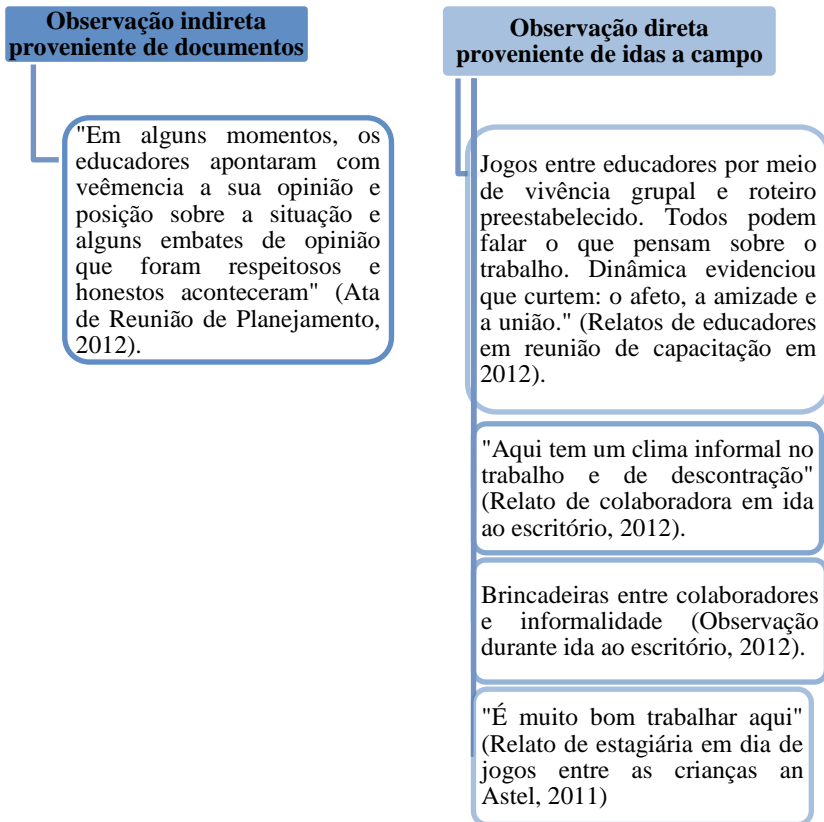 Observação indireta
proveniente de documentos
"Em alguns momentos, os
educadores apontaram com
veêmencia a sua opinião e
posição sobre a situação e
alguns embates de opinião
que foram respeitosos e
honestos aconteceram" (Ata
de Reunião de Planejamento,
2012).
Observação direta
proveniente de idas a campo
Jogos entre educadores por meio
de vivência grupal e roteiro
preestabelecido. Todos podem
falar o que pensam sobre o
trabalho. Dinâmica evidenciou
que curtem: o afeto, a amizade e
a união." (Relatos de educadores
em reunião de capacitação em
2012).
"Aqui tem um clima informal no
trabalho e de descontração"
(Relato de colaboradora em ida
ao escritório, 2012).
Brincadeiras entre colaboradores
e informalidade (Observação
durante ida ao escritório, 2012).
"É muito bom trabalhar aqui"
(Relato de estagiária em dia de
jogos entre as crianças an
Astel, 2011)